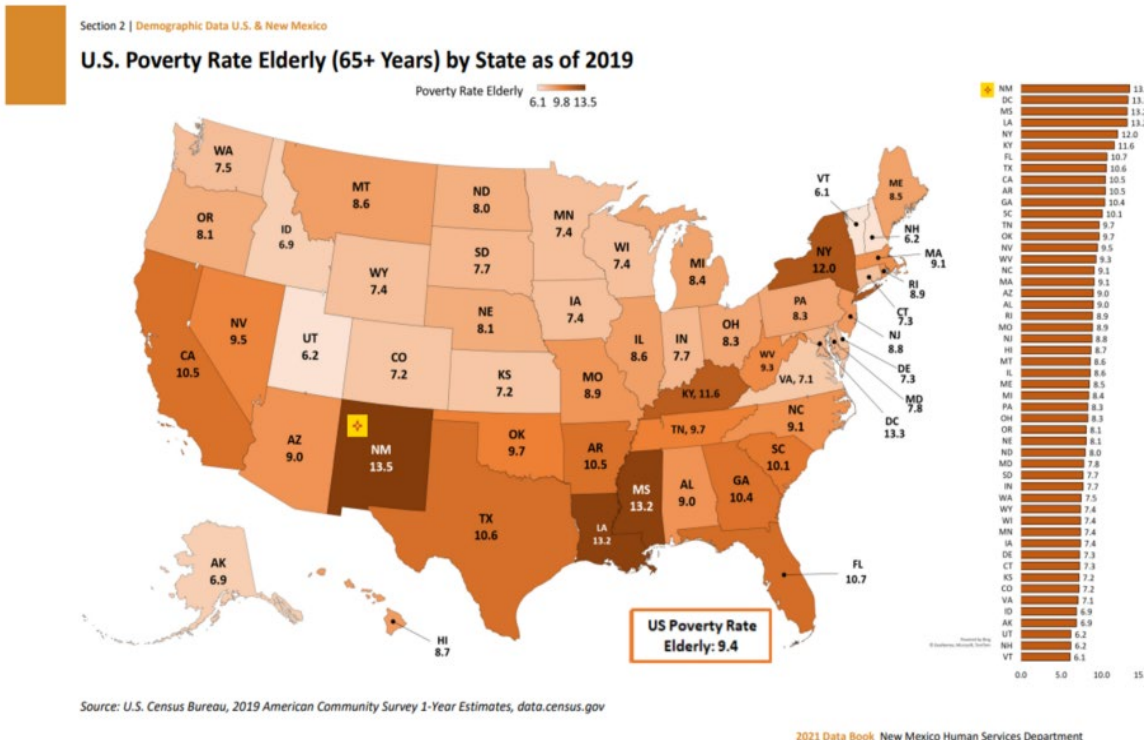 Section 2 | Demographic Data U.S. & New Mexico
U.S. Poverty Rate Elderly (65+ Years) by State as of 2019
Poverty Rate Elderly
6.1 9.8 13.5
WA
7.5
OR
8.1
ID
6.9
MT
8.6
ND
8.0
SD
7.7
WY
7.4
NE
8.1
MN
7.4
WI
7.4
IA
7.4
MI
8.4
CA
10.5
NV
9.5
UT
6.2
CO
7.2
KS
7.2
MO
8.9
IL
8.6
IN
7.7
OH
8.3
PA
8.3
NY
12.0
VT
6.1
ME
8.5
NH
6.2
MA
9.1
RI
8.9
CT
7.3
NJ
8.8
DE
7.3
MD
7.8
DC
13.3
WV
9.3
VA, 7.1
KY, 11.6
TN, 9.7
NC
9.1
SC
10.1
GA
10.4
AL
9.0
MS
13.2
LA
13.2
AR
10.5
OK
9.7
TX
10.6
NM
13.5
AZ
9.0
AK
6.9
HI
8.7
FL
10.7
US Poverty Rate
Elderly: 9.4
NM 13.
DC 13.
MS 13.2
LA 13.2
NY 12.0
KY 11.6
FL 10.7
TX 10.6
CA 10.5
AR 10.5
GA 10.4
SC 10.1
TN 9.7
OK 9.7
NV 9.5
WV 9.3
NC 9.1
MA 9.1
AZ 9.0
AL 9.0
RI 8.9
MO 8.9
NJ 8.8
HI 8.7
MT 8.6
IL 8.6
ME 8.5
MI 8.4
PA 8.3
OH 8.3
OR 8.1
NE 8.1
ND 8.0
MD 7.8
SD 7.7
IN 7.7
WA 7.5
WY 7.4
WI 7.4
MN 7.4
IA 7.4
DE 7.3
CT 7.3
KS 7.2
CO 7.2
VA 7.1
ID 6.9
AK 6.9
UT 6.2
NH 6.2
VT 6.1
0.0 5.0 10.0 15.
Powered by Bing
Source: U.S. Census Bureau, 2019 American Community Survey 1-Year Estimates, data.census.gov
2021 Data Book New Mexico Human Services Department